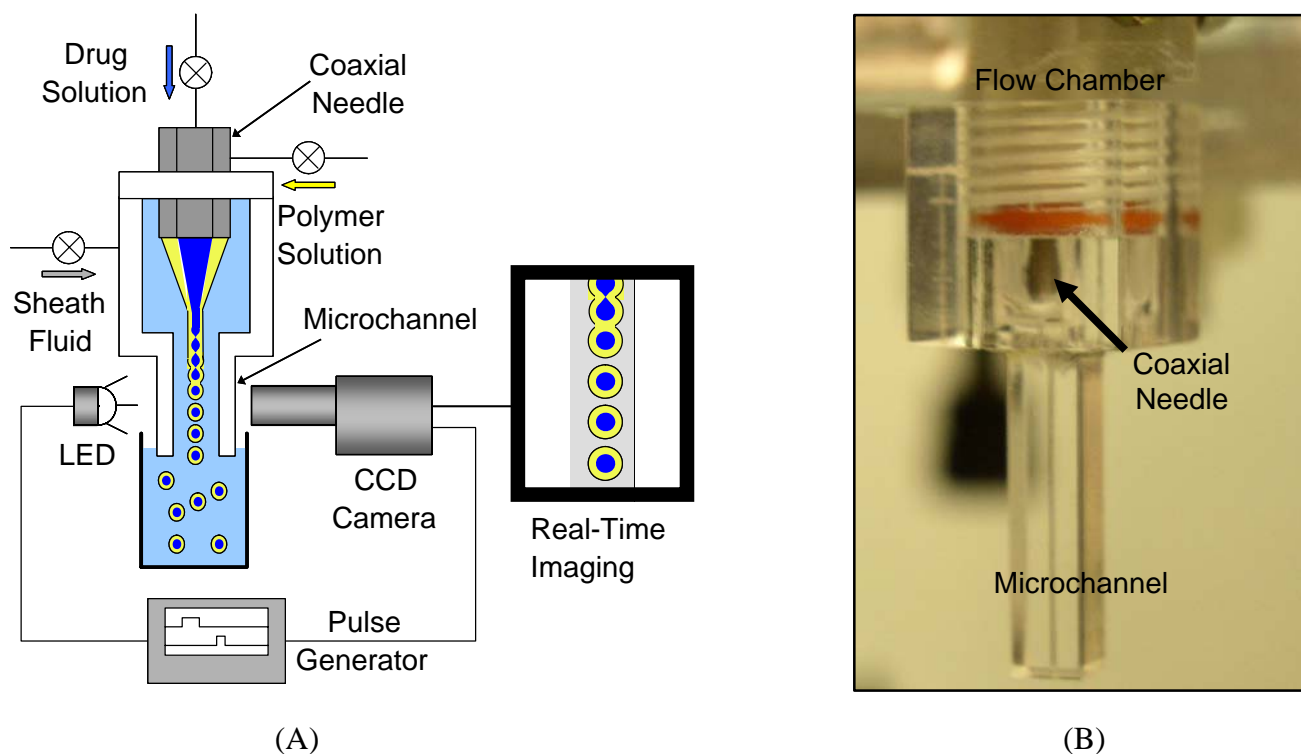 Drug
Solution
Coaxial
Needle
Polymer
Solution
Sheath
Fluid
Microchannel
LED
CCD
Camera
Real-Time
Imaging
Pulse
Generator
(A)
Flow Chamber
Coaxial
Needle
Microchannel
(B)